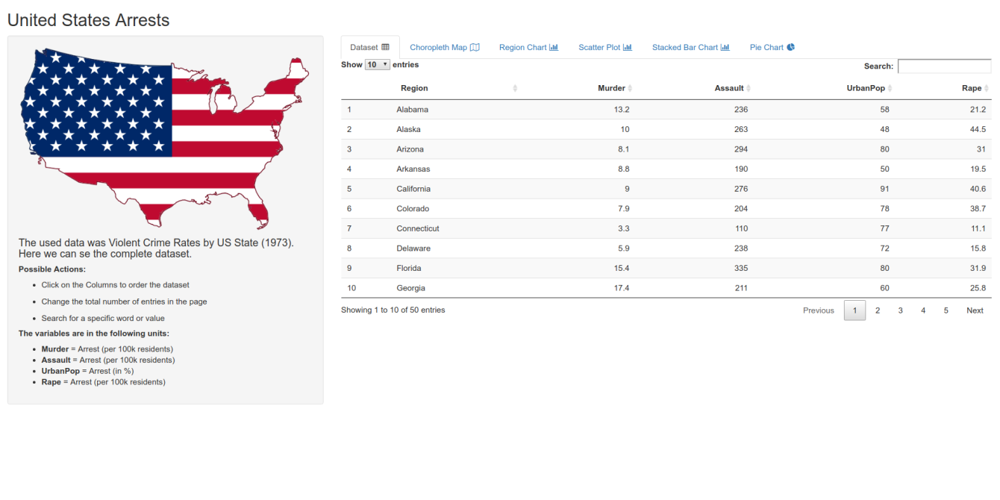 United States Arrests
The used data was Violent Crime Rates by US State (1973).
Here we can se the complete dataset.
Possible Actions:
Click on the Columns to order the dataset
Change the total number of entries in the page
Search for a specific word or value
The variables are in the following units:
Murder = Arrest (per 100k residents)
Assault = Arrest (per 100k residents)
UrbanPop = Arrest (in %)
Rape = Arrest (per 100k residents)
Dataset Choropleth Map Region Chart Scatter Plot Stacked Bar Chart Pie Chart
Show 10 entries Search:
Region Murder Assault UrbanPop Rape
1 Alabama 13.2 236 58 21.2
2 Alaska 10 263 48 44.5
3 Arizona 8.1 294 80 31
4 Arkansas 8.8 190 50 19.5
5 California 9 276 91 40.6
6 Colorado 7.9 204 78 38.7
7 Connecticut 3.3 110 77 11.1
8 Delaware 5.9 238 72 15.8
9 Florida 15.4 335 80 31.9
10 Georgia 17.4 211 60 25.8
Showing 1 to 10 of 50 entries Previous 1 2 3 4 5 Next